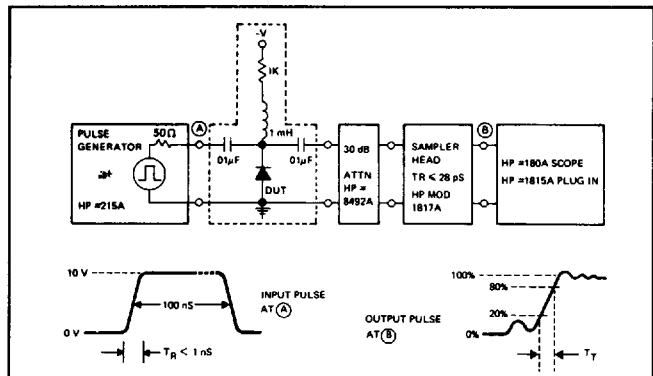 -V
1K
1 mH
PULSE
GENERATOR
50Ω
HP #215A
A
01μF
01μF
DUT
30 dB
ATTN
HP #
8492A
SAMPLER
HEAD
TR ≤ 28 pS
HP MOD
1817A
B
HP #180A SCOPE
HP #1815A PLUG IN
10 V
0 V
100 nS
TR < 1 nS
INPUT PULSE
AT A
OUTPUT PULSE
AT B
100%
80%
20%
0%
TT